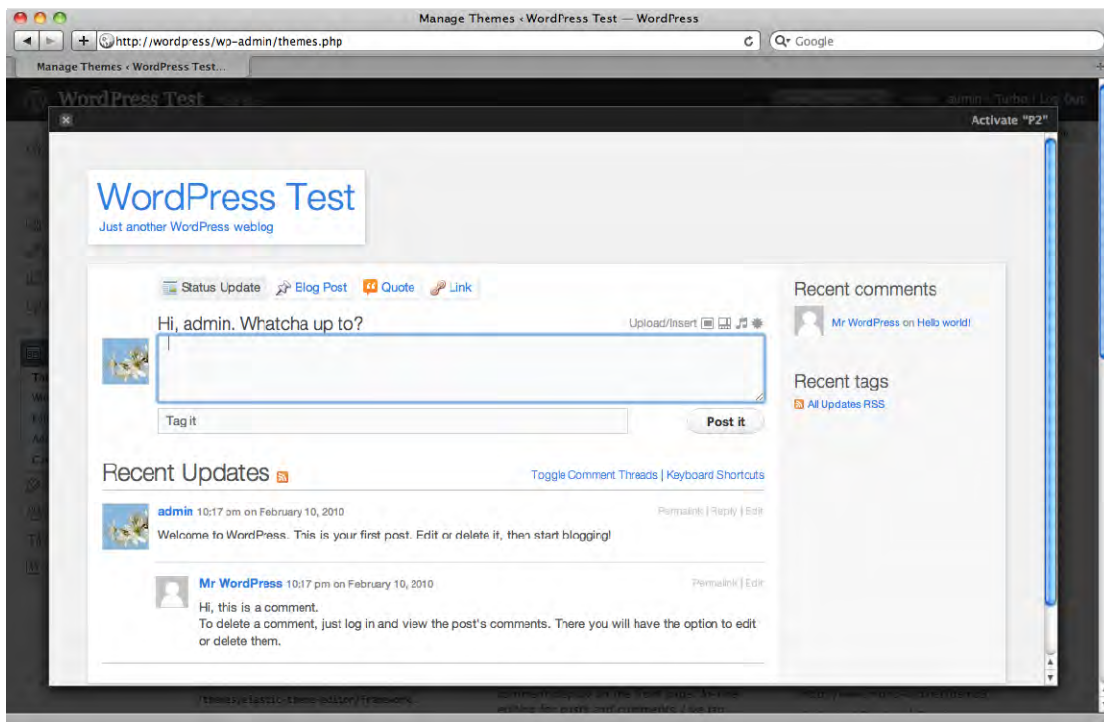 Manage Themes ‹ WordPress Test — WordPress
http://wordpress/wp-admin/themes.php
Google
Manage Themes ‹ WordPress Test...
WordPress Test
admin Turbo | Log Out
Activate "P2"
WordPress Test
Just another WordPress weblog
Status Update Blog Post Quote Link
Hi, admin. Whatcha up to?
Upload/Insert
Tag it
Post it
Recent Updates
Toggle Comment Threads | Keyboard Shortcuts
admin 10:17 pm on February 10, 2010
Permalink | Reply | Edit
Welcome to WordPress. This is your first post. Edit or delete it, then start blogging!
Mr WordPress 10:17 pm on February 10, 2010
Permalink | Edit
Hi, this is a comment.
To delete a comment, just log in and view the post's comments. There you will have the option to edit
or delete them.
Recent comments
Mr WordPress on Hello world!
Recent tags
All Updates RSS